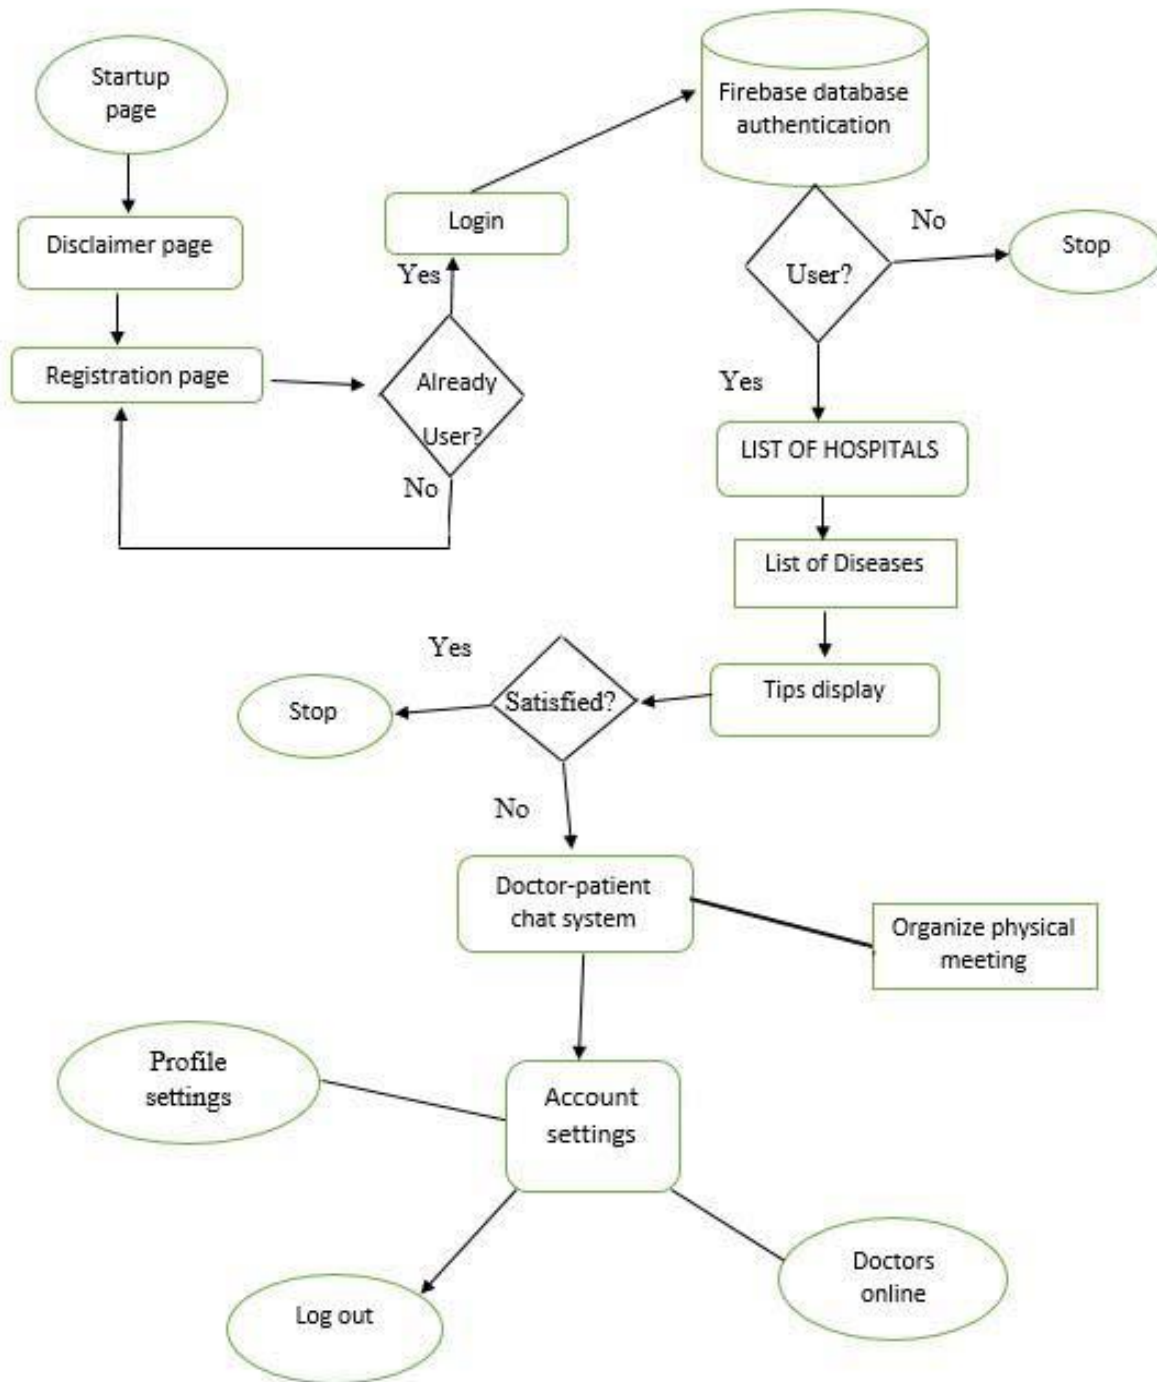 Startup
page
Disclaimer page
Registration page
Already
User?
Yes
No
Login
Firebase database
authentication
User?
No
Stop
Yes
LIST OF HOSPITALS
List of Diseases
Tips display
Satisfied?
Yes
Stop
No
Doctor-patient
chat system
Organize physical
meeting
Account
settings
Profile
settings
Log out
Doctors
online